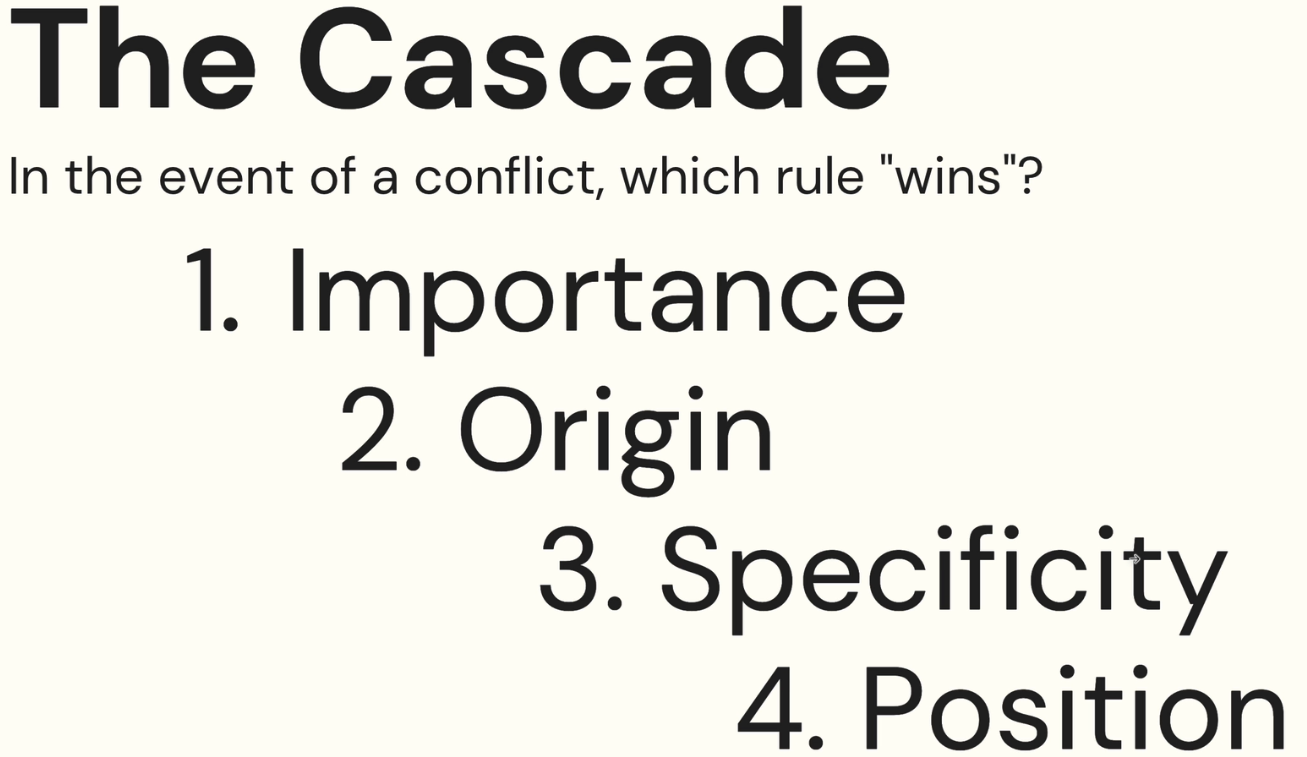 The Cascade
In the event of a conflict, which rule "wins"?
1. Importance
2. Origin
3. Specificity
4. Position